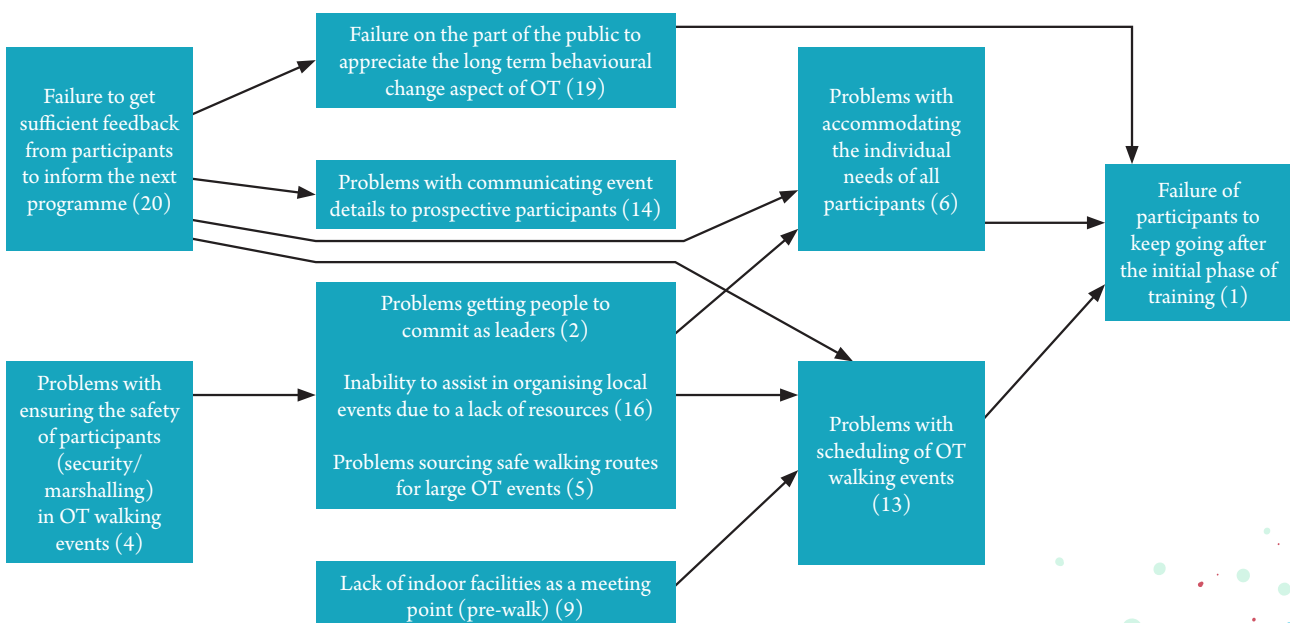 Failure to get
sufficient feedback
from participants
to inform the next
programme (20)
Problems with
ensuring the safety
of participants
(security/
marshalling)
in OT walking
events (4)
Failure on the part of the public to
appreciate the long term behavioural
change aspect of OT (19)
Problems with communicating event
details to prospective participants (14)
Problems getting people to
commit as leaders (2)
Inability to assist in organising local
events due to a lack of resources (16)
Problems sourcing safe walking routes
for large OT events (5)
Lack of indoor facilities as a meeting
point (pre-walk) (9)
Problems with
accommodating
the individual
needs of all
participants (6)
Problems with
scheduling of OT
walking events
(13)
Failure of
participants to
keep going after
the initial phase of
training (1)